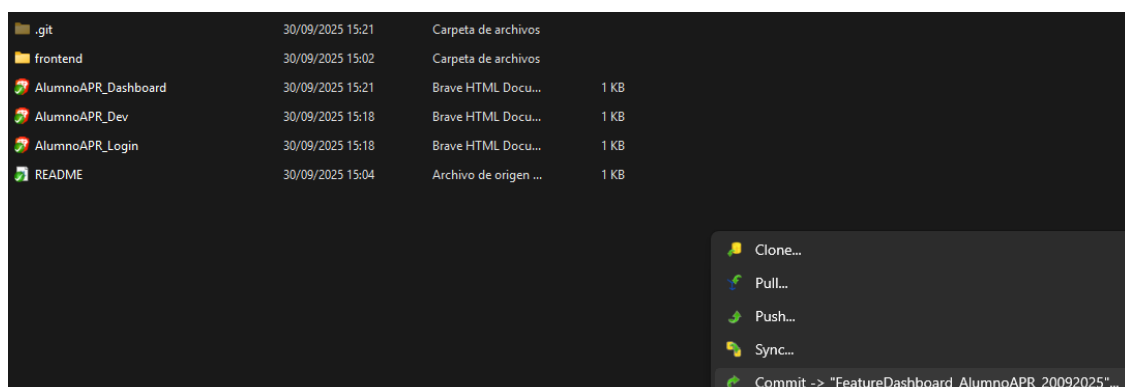 .git 30/09/2025 15:21 Carpeta de archivos
frontend 30/09/2025 15:02 Carpeta de archivos
AlumnoAPR_Dashboard 30/09/2025 15:21 Brave HTML Docu... 1 KB
AlumnoAPR_Dev 30/09/2025 15:18 Brave HTML Docu... 1 KB
AlumnoAPR_Login 30/09/2025 15:18 Brave HTML Docu... 1 KB
README 30/09/2025 15:04 Archivo de origen ... 1 KB
Clone...
Pull...
Push...
Sync...
Commit -> "FeatureDashboard_AlumnoAPR_20092025"...